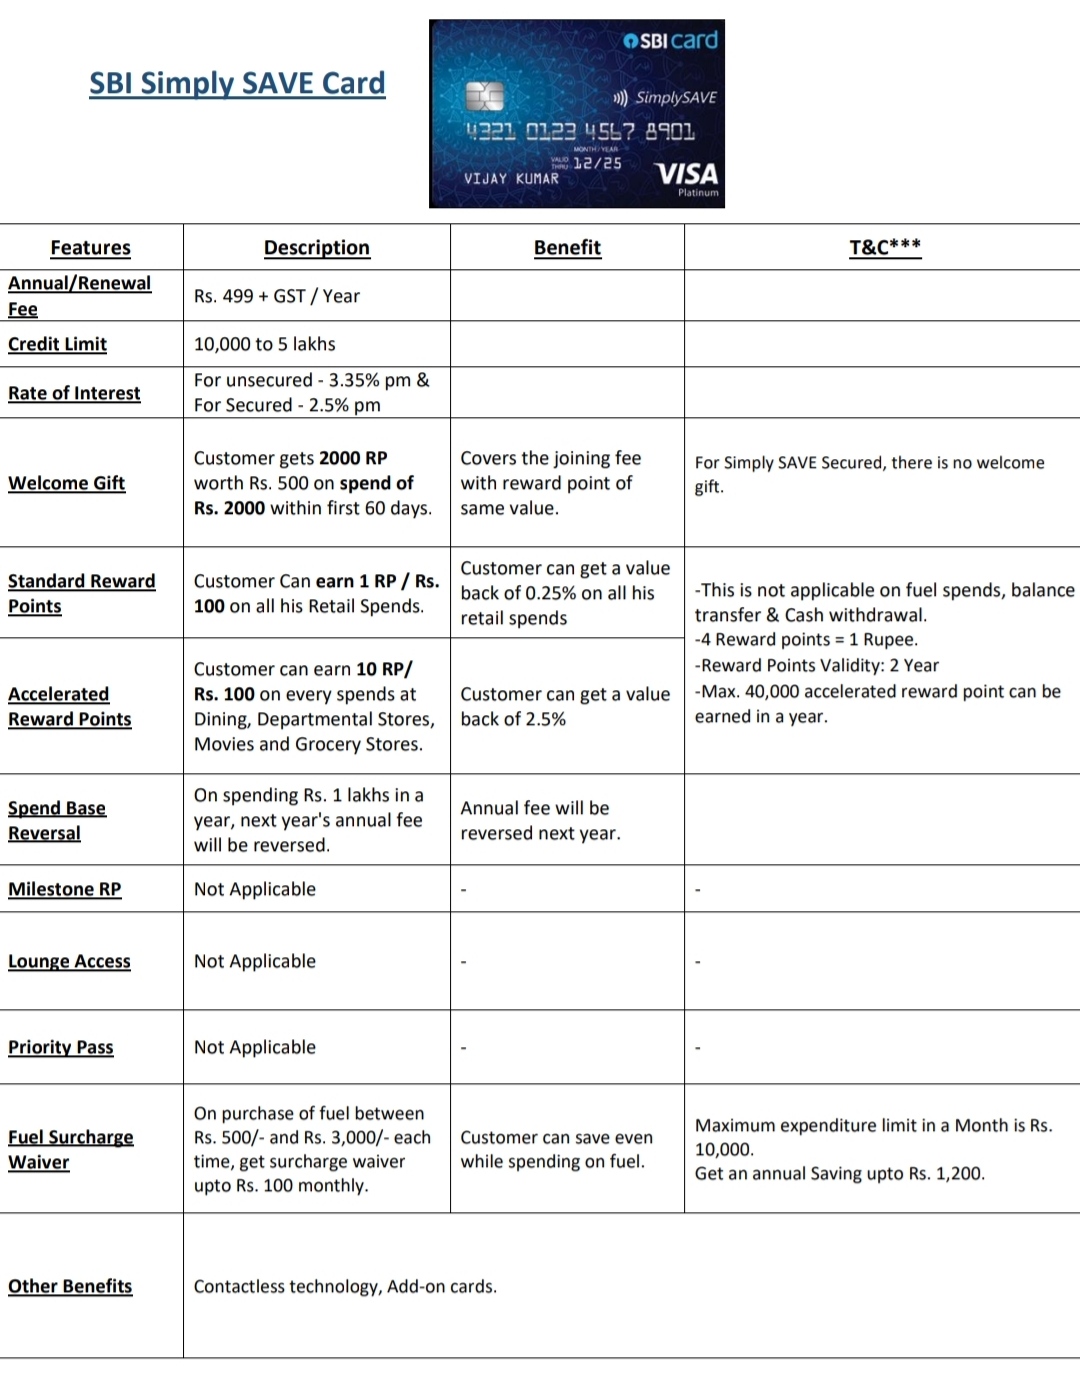 SBI Simply SAVE Card
SBI card
SimplySAVE
4321 0123 4567 8901
MONTH/YEAR
VALID THRU 12/25
VIJAY KUMAR
VISA
Platinum
Features Description Benefit T&C***
Annual/Renewal
Fee
Rs. 499 + GST / Year
Credit Limit
10,000 to 5 lakhs
Rate of Interest
For unsecured - 3.35% pm &
For Secured - 2.5% pm
Welcome Gift
Customer gets 2000 RP
worth Rs. 500 on spend of
Rs. 2000 within first 60 days.
Covers the joining fee
with reward point of
same value.
For Simply SAVE Secured, there is no welcome
gift.
Standard Reward
Points
Customer Can earn 1 RP / Rs.
100 on all his Retail Spends.
Customer can get a value
back of 0.25% on all his
retail spends
-This is not applicable on fuel spends, balance
transfer & Cash withdrawal.
-4 Reward points = 1 Rupee.
-Reward Points Validity: 2 Year
-Max. 40,000 accelerated reward point can be
earned in a year.
Accelerated
Reward Points
Customer can earn 10 RP/
Rs. 100 on every spends at
Dining, Departmental Stores,
Movies and Grocery Stores.
Customer can get a value
back of 2.5%
Spend Base
Reversal
On spending Rs. 1 lakhs in a
year, next year's annual fee
will be reversed.
Annual fee will be
reversed next year.
Milestone RP
Not Applicable
-
-
Lounge Access
Not Applicable
-
-
Priority Pass
Not Applicable
-
-
Fuel Surcharge
Waiver
On purchase of fuel between
Rs. 500/- and Rs. 3,000/- each
time, get surcharge waiver
upto Rs. 100 monthly.
Customer can save even
while spending on fuel.
Maximum expenditure limit in a Month is Rs.
10,000.
Get an annual Saving upto Rs. 1,200.
Other Benefits
Contactless technology, Add-on cards.